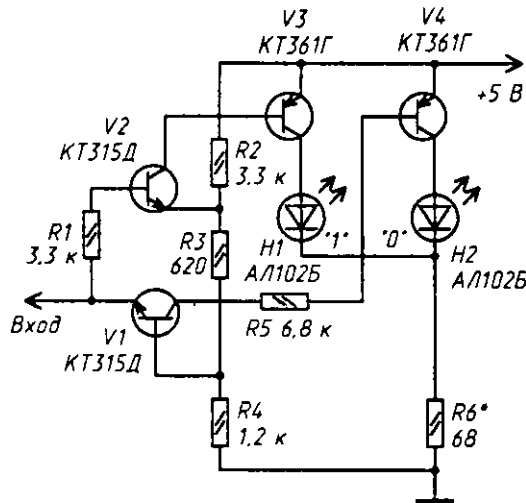 V3
КТ361Г
V4
КТ361Г
+5 В
V2
КТ315Д
R2
3,3 к
R1
3,3 к
R3
620
H1
АЛ102Б
"1"
"0"
H2
АЛ102Б
Вход
V1
КТ315Д
R5 6,8 к
R4
1,2 к
R6*
68